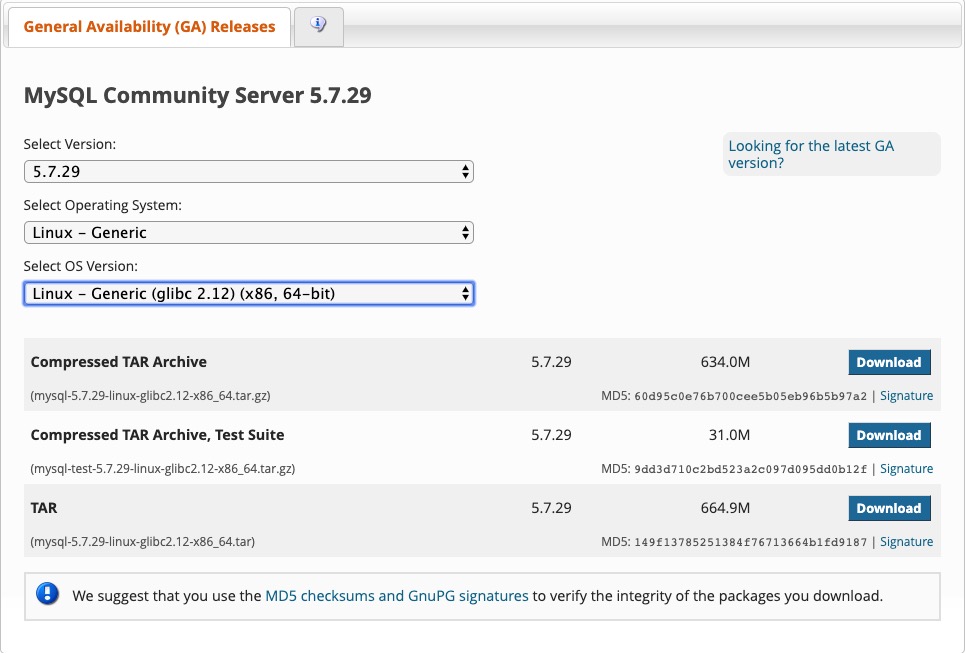 General Availability (GA) Releases
MySQL Community Server 5.7.29
Select Version:
Looking for the latest GA
version?
5.7.29
Select Operating System:
Linux – Generic
Select OS Version:
Linux – Generic (glibc 2.12) (x86, 64-bit)
Compressed TAR Archive 5.7.29 634.0M Download
(mysql-5.7.29-linux-glibc2.12-x86_64.tar.gz) MD5: 60d95c0e76b700cee5b05eb96b5b97a2 | Signature
Compressed TAR Archive, Test Suite 5.7.29 31.0M Download
(mysql-test-5.7.29-linux-glibc2.12-x86_64.tar.gz) MD5: 9dd3d710c2bd523a2c097d095dd0b12f | Signature
TAR 5.7.29 664.9M Download
(mysql-5.7.29-linux-glibc2.12-x86_64.tar) MD5: 149f13785251384f76713664b1fd9187 | Signature
We suggest that you use the MD5 checksums and GnuPG signatures to verify the integrity of the packages you download.